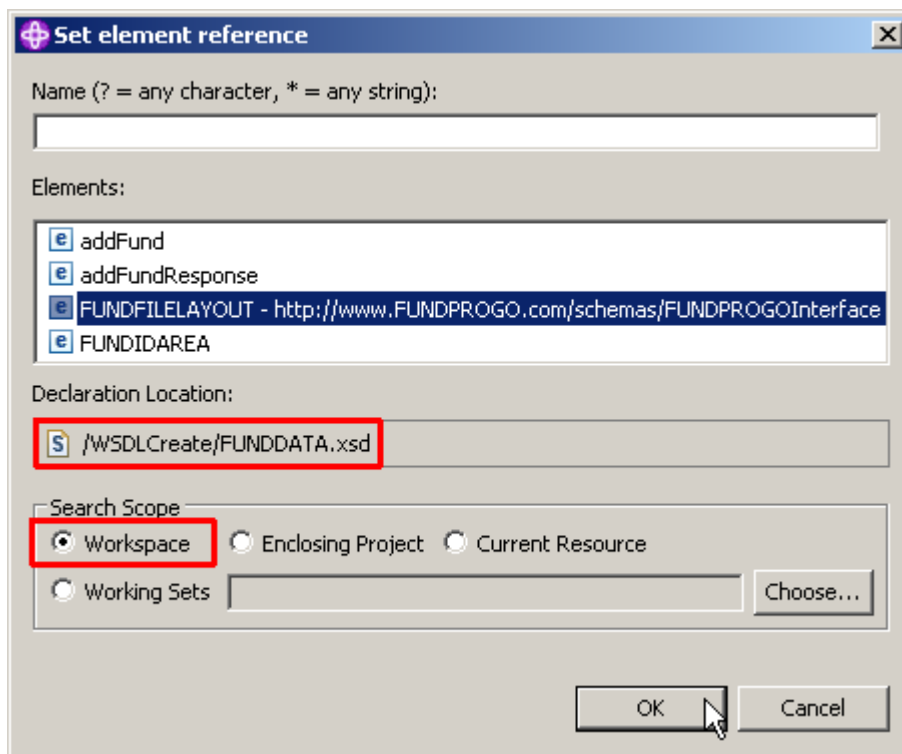 Set element reference
Name (? = any character, * = any string):
Elements:
addFund
addFundResponse
FUNDFILELAYOUT - http://www.FUNDPROGO.com/schemas/FUNDPROGOInterface
FUNDIDAREA
Declaration Location:
/WSDLCreate/FUNDDATA.xsd
Search Scope
Workspace Enclosing Project Current Resource
Working Sets Choose...
OK Cancel